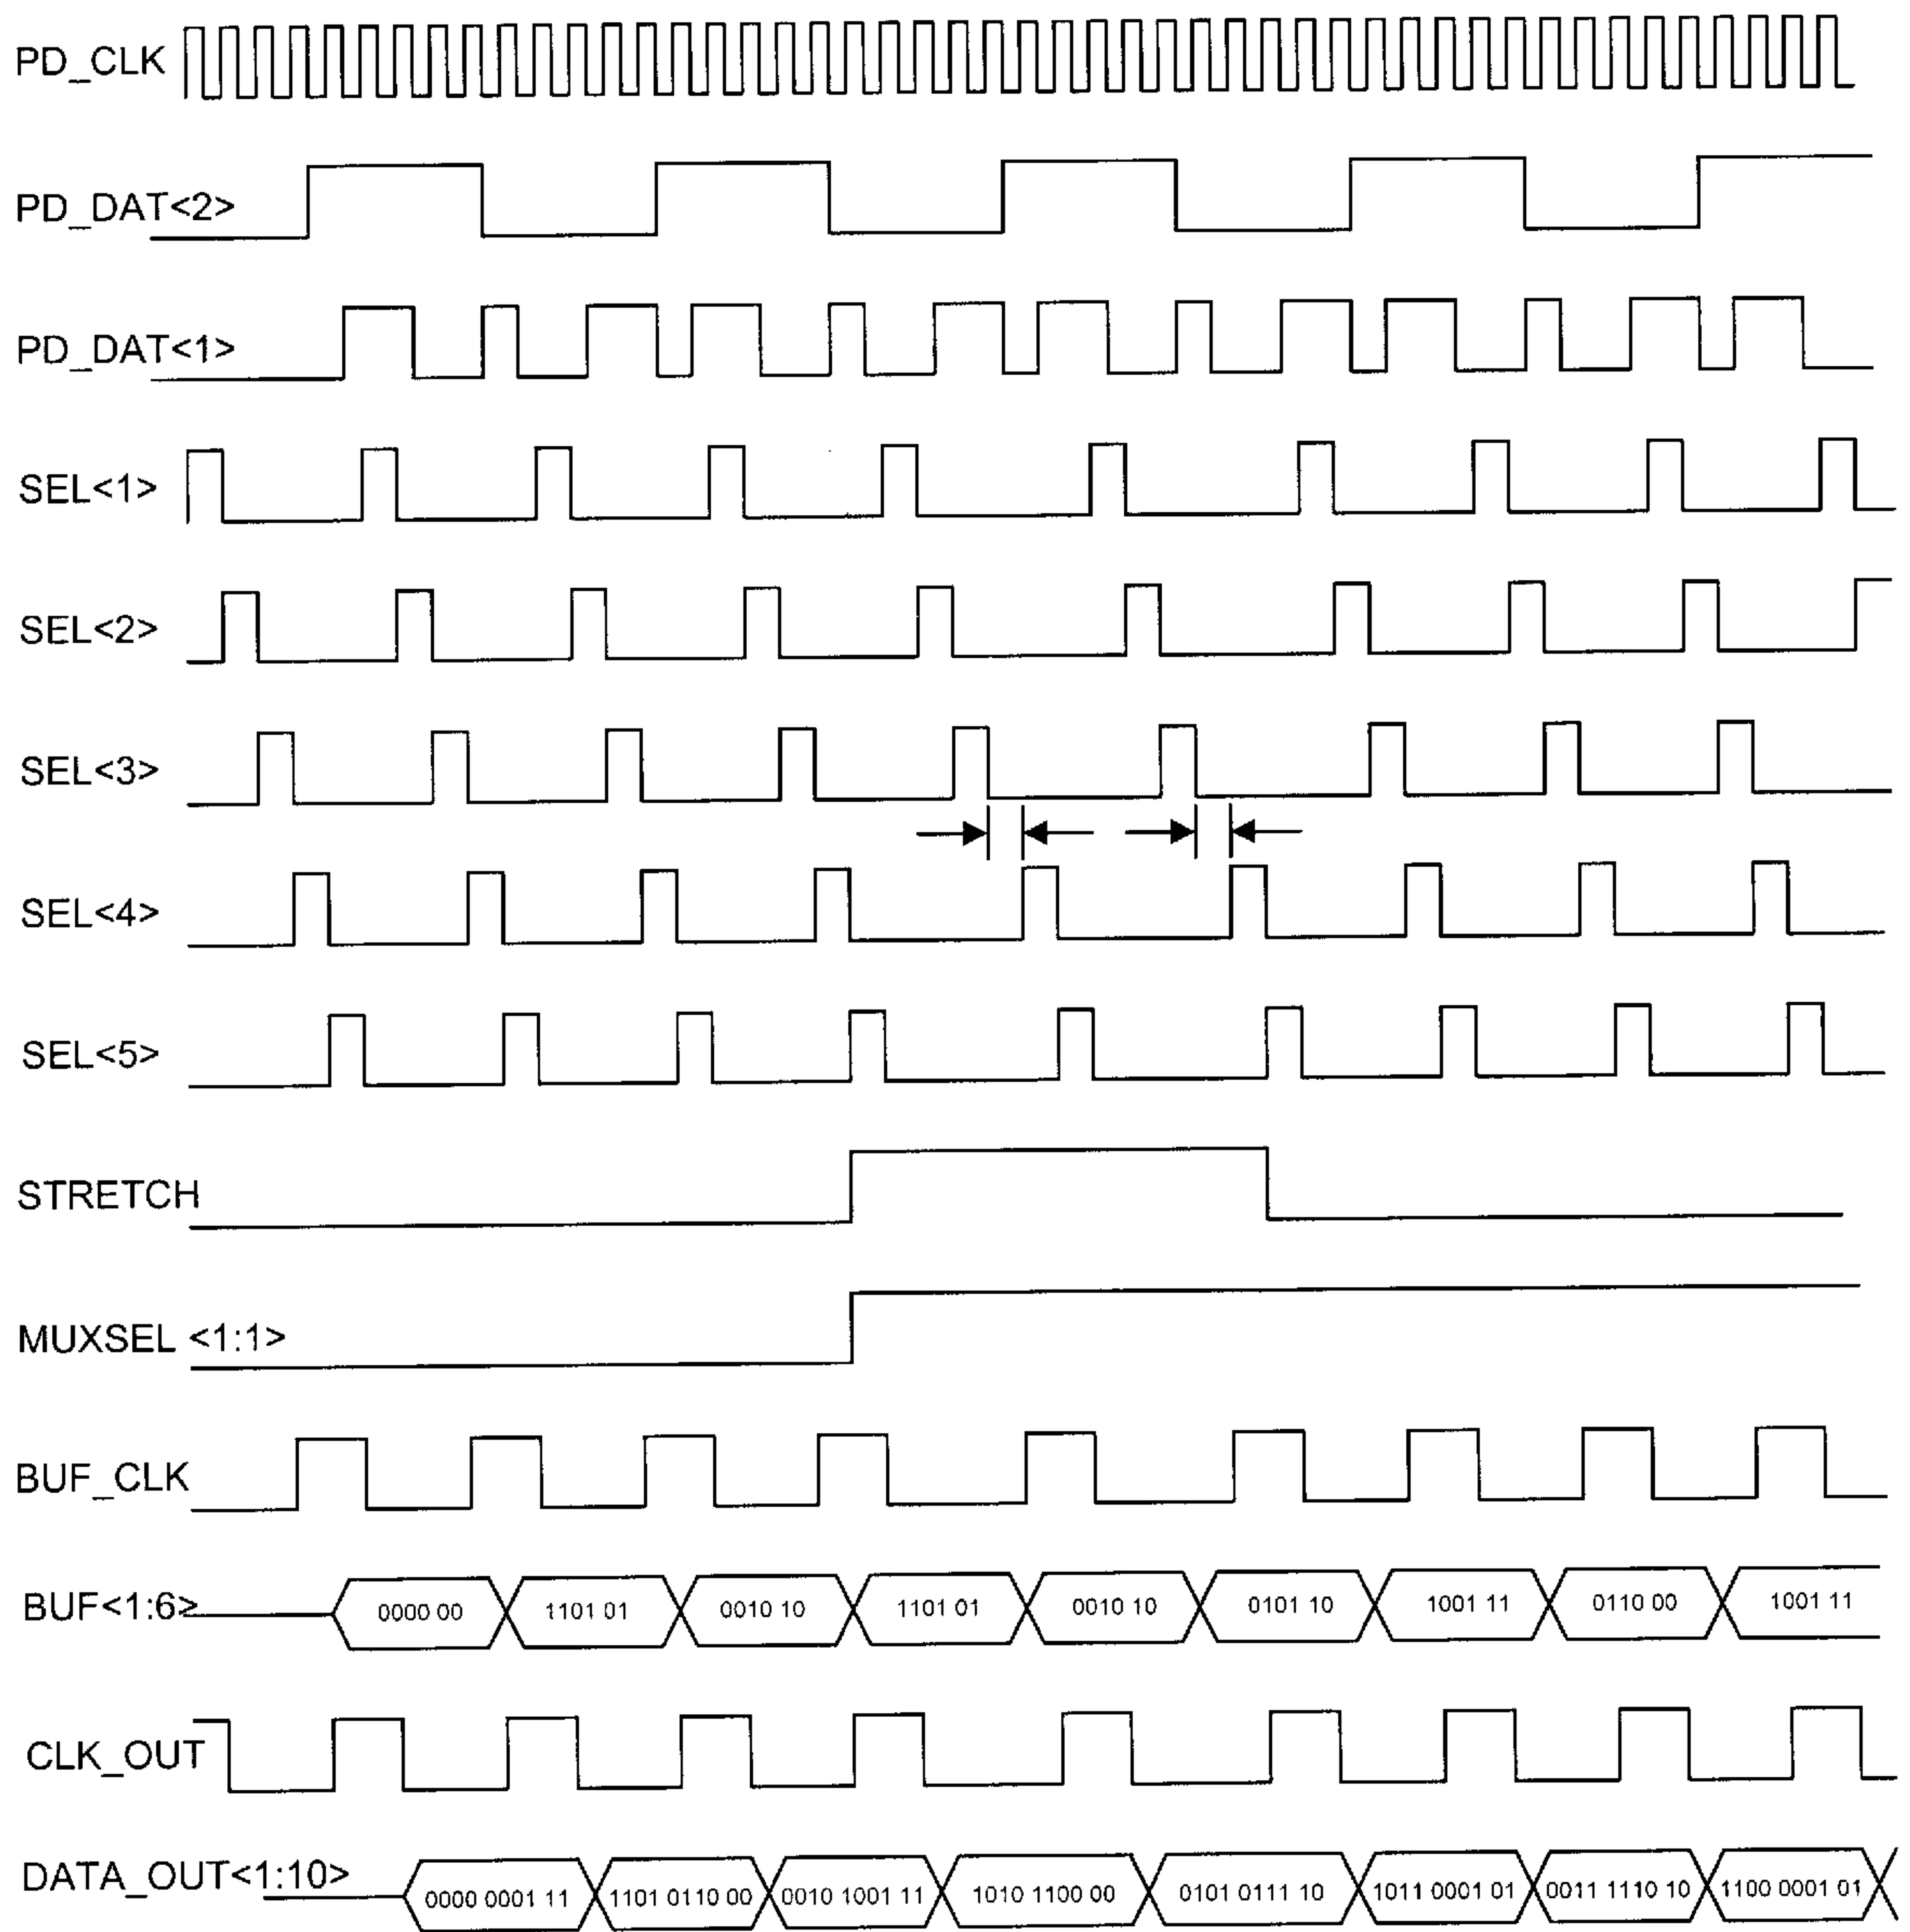 PD_CLK
PD_DAT<2>
PD_DAT<1>
SEL<1>
SEL<2>
SEL<3>
SEL<4>
SEL<5>
STRETCH
MUXSEL <1:1>
BUF_CLK
BUF<1:6> 0000 00 1101 01 0010 10 1101 01 0010 10 0101 10 1001 11 0110 00 1001 11
CLK_OUT
DATA_OUT<1:10> 0000 0001 11 1101 0110 00 0010 1001 11 1010 1100 00 0101 0111 10 1011 0001 01 0011 1110 10 1100 0001 01